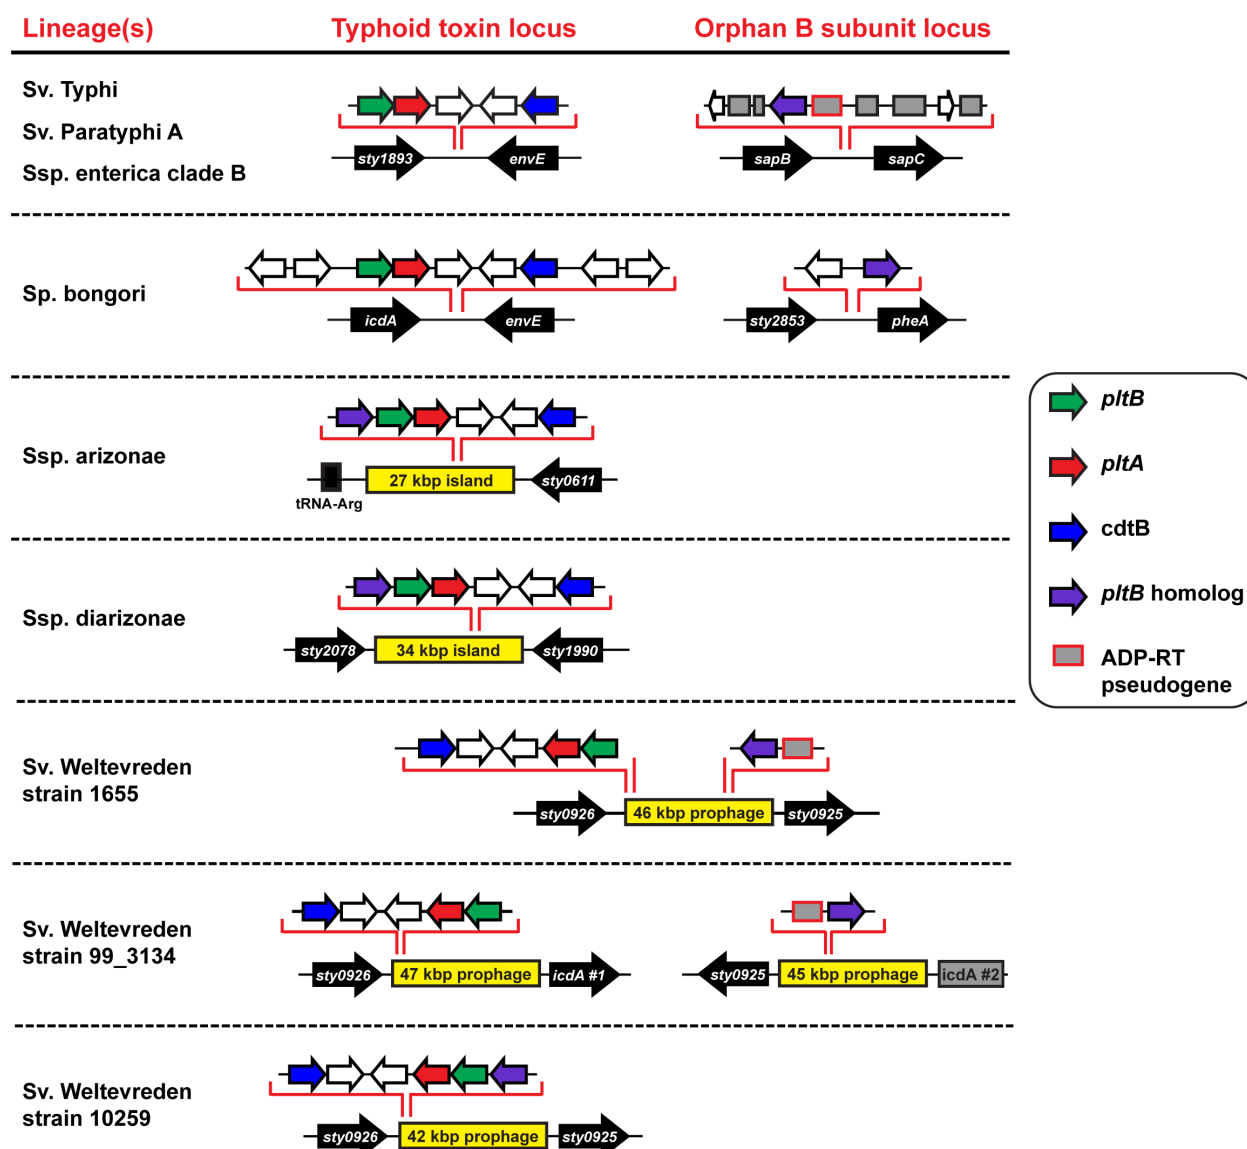 Lineage(s) Typhoid toxin locus Orphan B subunit locus
Sv. Typhi
Sv. Paratyphi A
Ssp. enterica clade B
sty1893 envE sapB sapC
Sp. bongori
icdA envE sty2853 pheA
Ssp. arizonae
27 kbp island sty0611
tRNA-Arg
Ssp. diarizonae
sty2078 34 kbp island sty1990
pltB
pltA
cdtB
pltB homolog
ADP-RT
pseudogene
Sv. Weltevreden
strain 1655
sty0926 46 kbp prophage sty0925
Sv. Weltevreden
strain 99_3134
sty0926 47 kbp prophage icdA #1 sty0925 45 kbp prophage icdA #2
Sv. Weltevreden
strain 10259
sty0926 42 kbp prophage sty0925